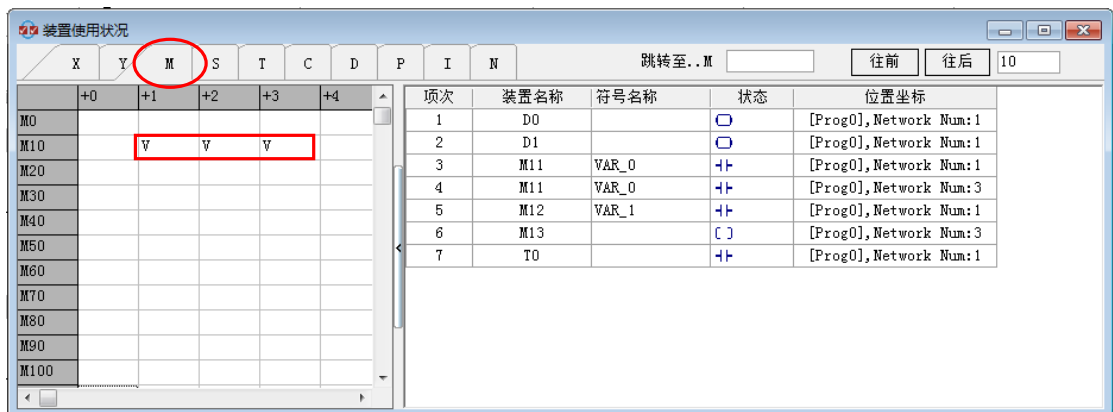 装置使用状况
X Y M S T C D P I N 跳转至..M 往前 往后 10
+0 +1 +2 +3 +4
M0
M10 V V V
M20
M30
M40
M50
M60
M70
M80
M90
M100
项次 装置名称 符号名称 状态 位置坐标
1 D0 [Prog0],Network Num:1
2 D1 [Prog0],Network Num:1
3 M11 VAR_0 [Prog0],Network Num:1
4 M11 VAR_0 [Prog0],Network Num:3
5 M12 VAR_1 [Prog0],Network Num:1
6 M13 [Prog0],Network Num:3
7 T0 [Prog0],Network Num:1